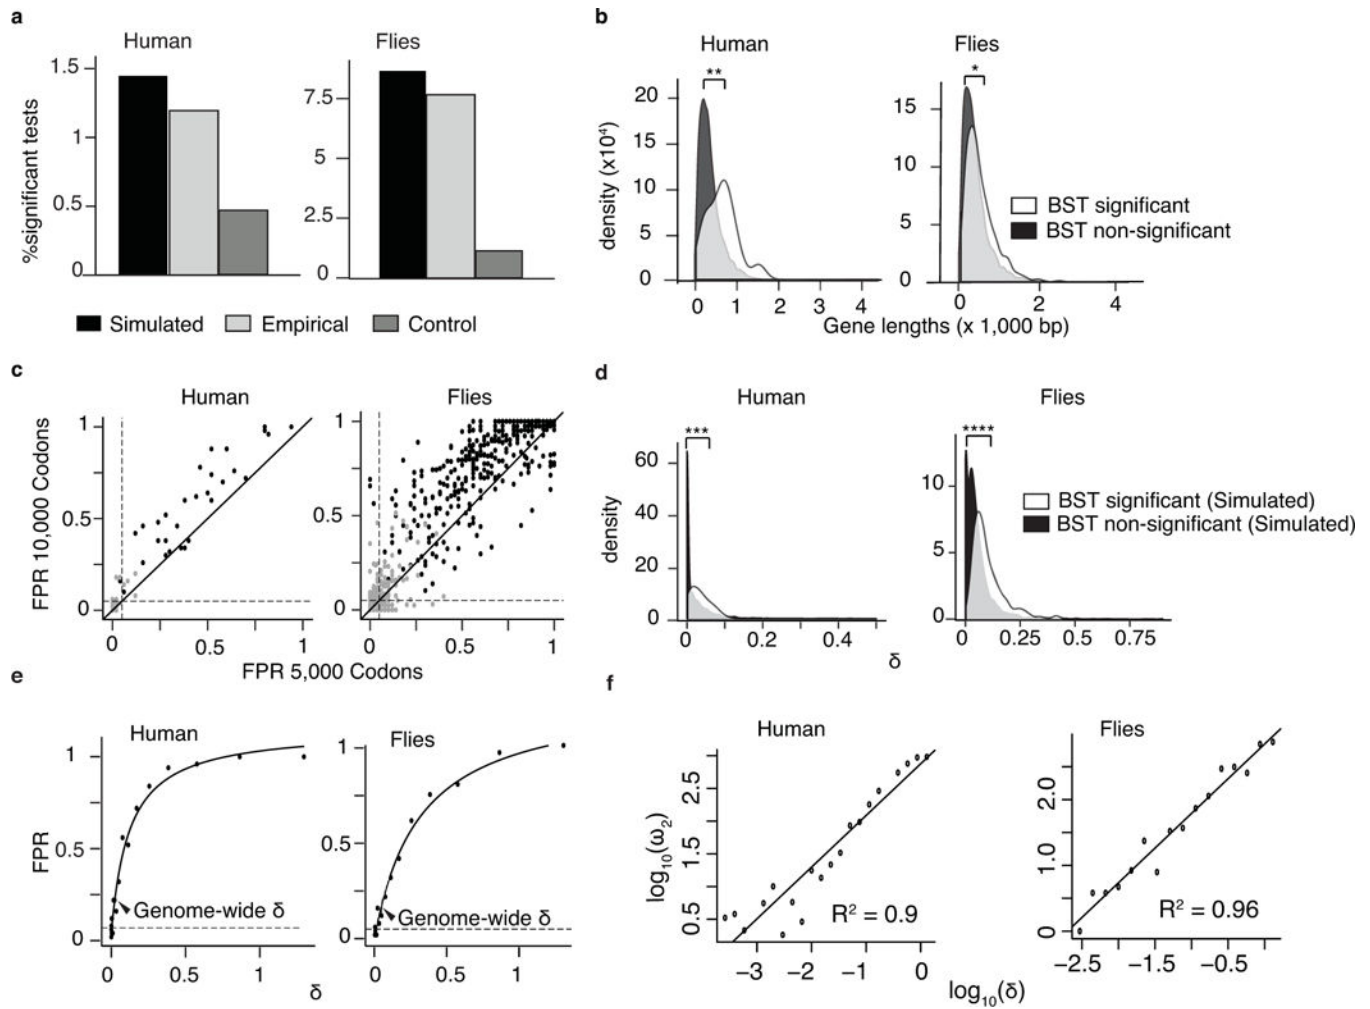 a
Human
Flies
%significant tests
1.5
1
0.5
0
7.5
5
2.5
0
Simulated
Empirical
Control
b
Human
Flies
**
*
density (x10⁴)
20
15
10
5
0
0
1
2
3
4
15
10
5
0
0
2
4
BST significant
BST non-significant
Gene lengths (x 1,000 bp)
c
Human
Flies
FPR 10,000 Codons
1
0.5
0
0
0.5
1
1
0.5
0
0
0.5
1
FPR 5,000 Codons
d
Human
Flies
***
****
density
60
40
20
0
0
0.2
0.4
10
5
0
0
0.25
0.5
0.75
BST significant (Simulated)
BST non-significant (Simulated)
δ
e
Human
Flies
FPR
1
0.5
0
0
0.5
1
Genome-wide δ
1
0.5
0
0
0.5
1
Genome-wide δ
δ
f
Human
Flies
log₁₀(ω₂)
2.5
1.5
0.5
−3
−2
−1
0
R² = 0.9
2.0
1.0
0
−2.5
−1.5
−0.5
R² = 0.96
log₁₀(δ)